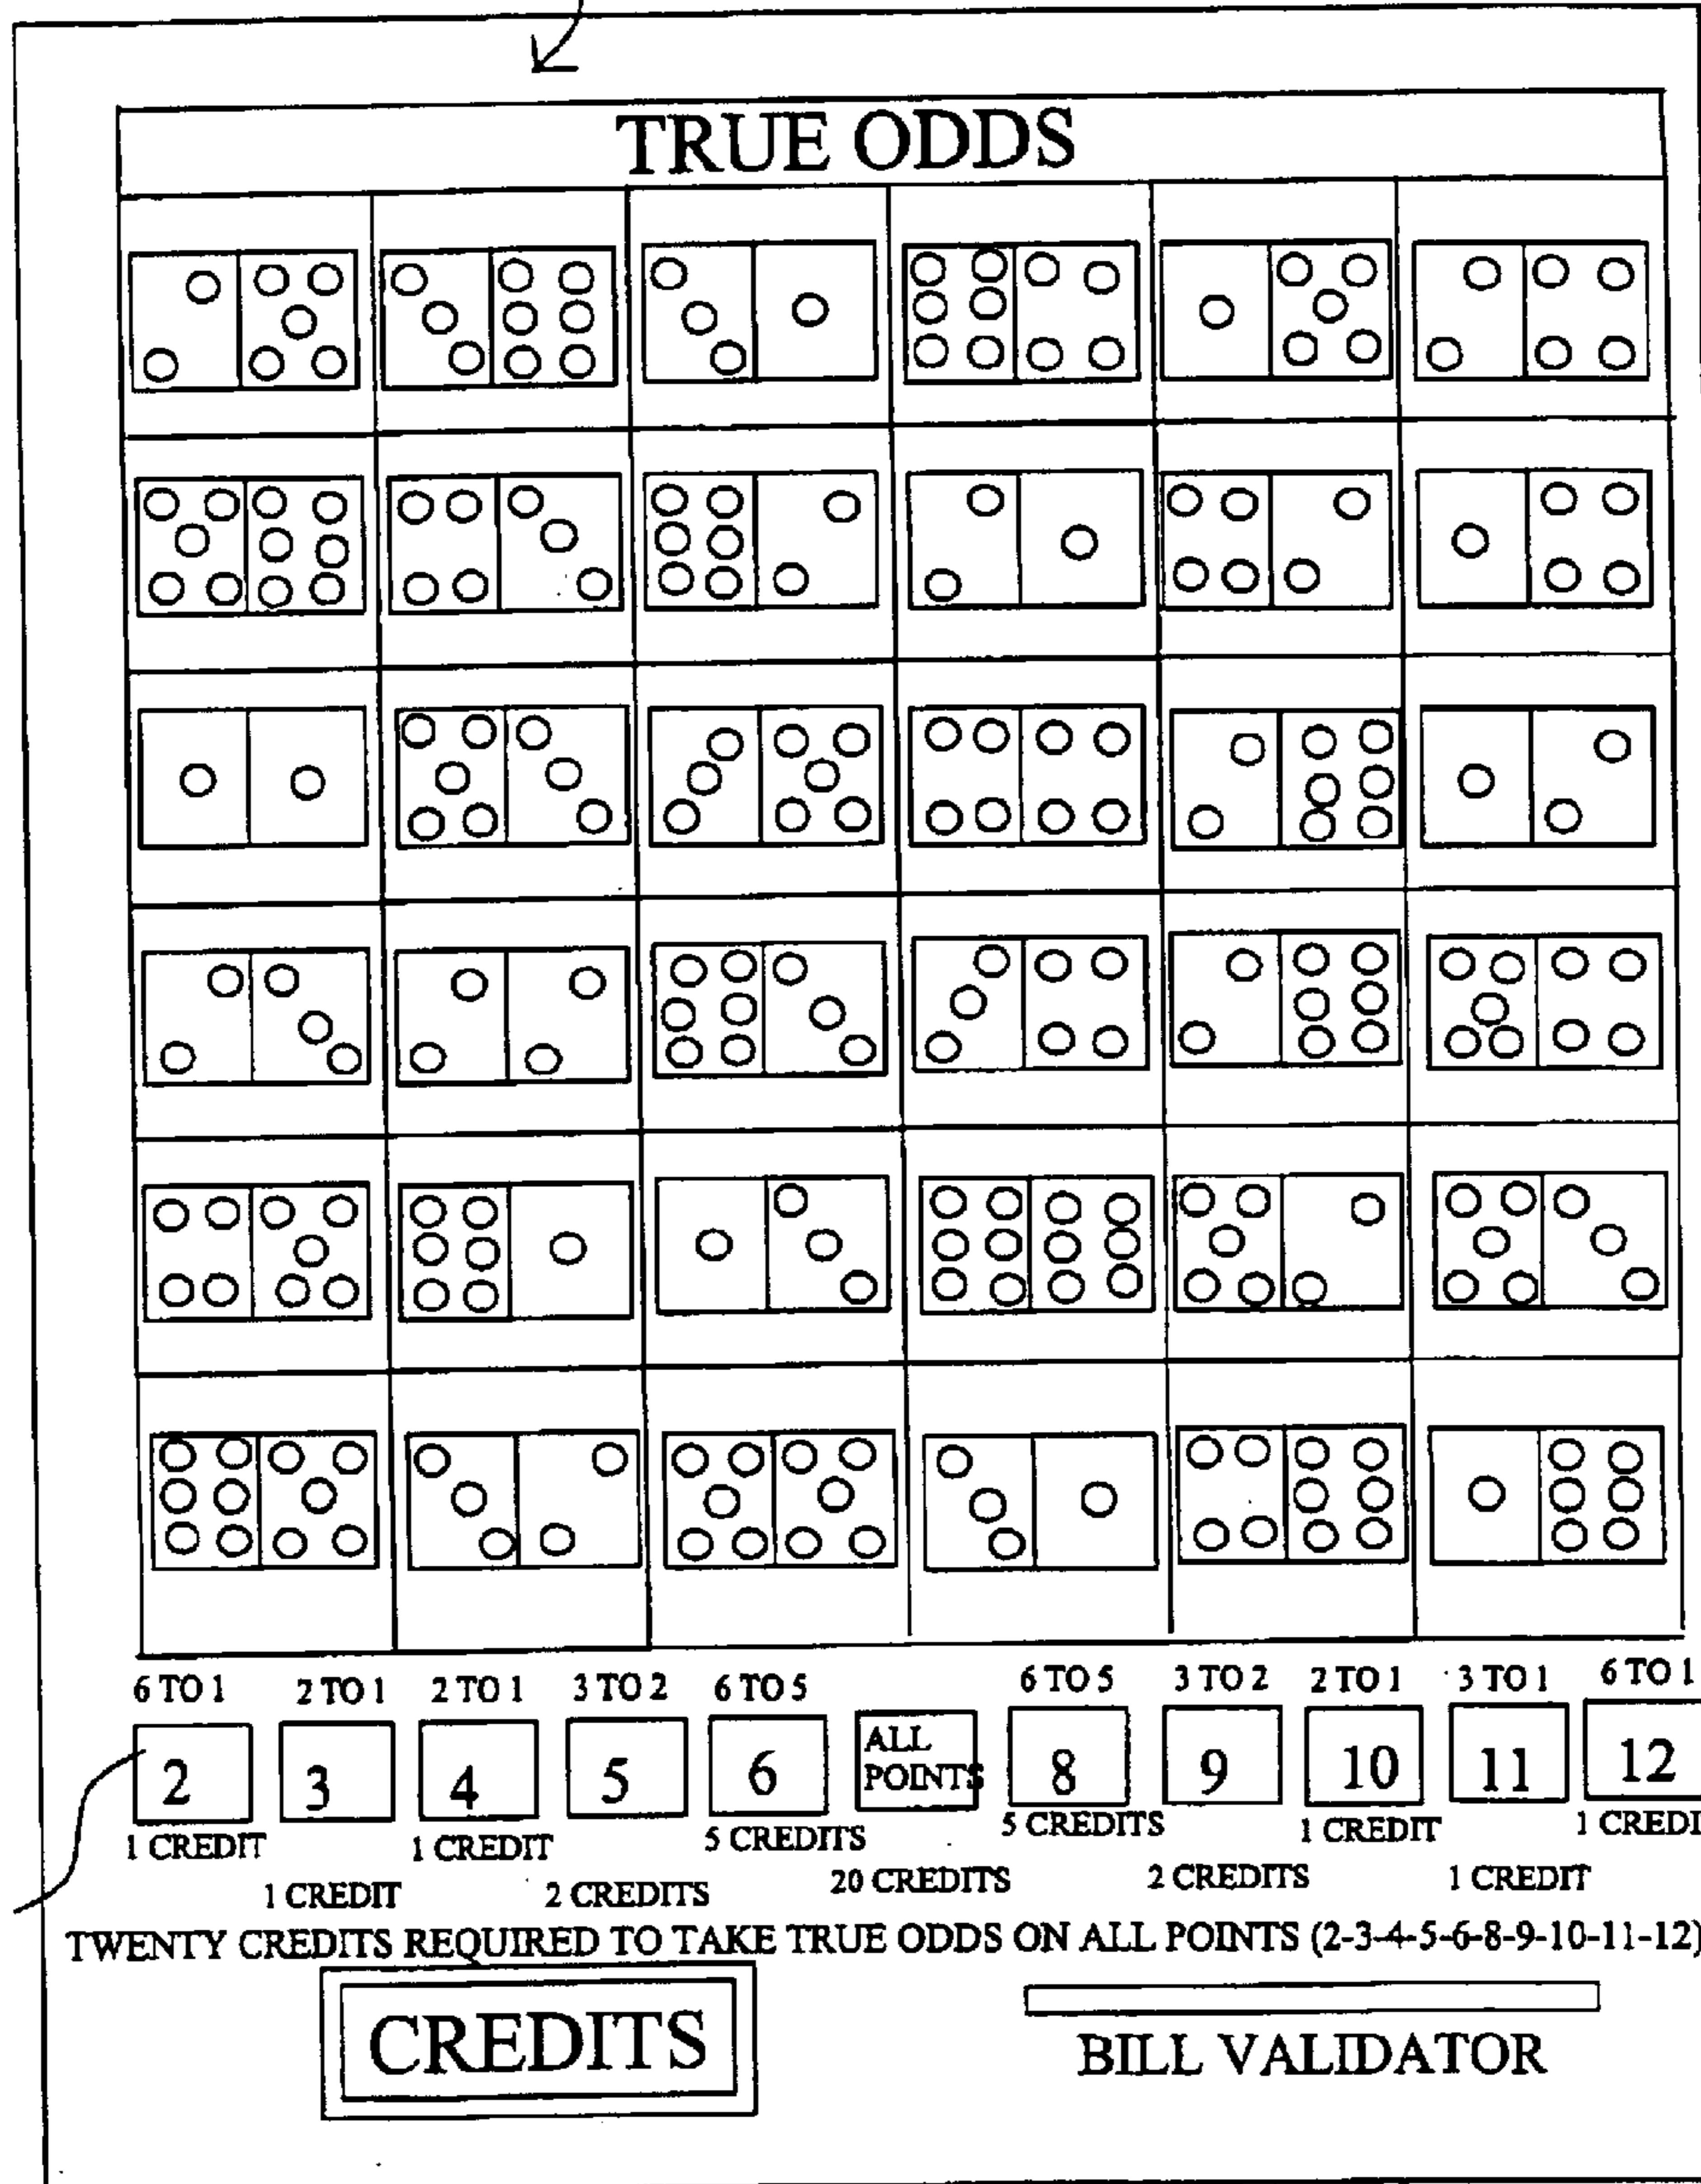 TRUE ODDS
6 TO 1 2 TO 1 2 TO 1 3 TO 2 6 TO 5 6 TO 5 3 TO 2 2 TO 1 3 TO 1 6 TO 1
2 3 4 5 6 ALL POINTS 8 9 10 11 12
1 CREDIT 1 CREDIT 5 CREDITS 5 CREDITS 1 CREDIT 1 CREDI
1 CREDIT 2 CREDITS 20 CREDITS 2 CREDITS 1 CREDIT
TWENTY CREDITS REQUIRED TO TAKE TRUE ODDS ON ALL POINTS (2-3-4-5-6-8-9-10-11-12)
CREDITS
BILL VALIDATOR